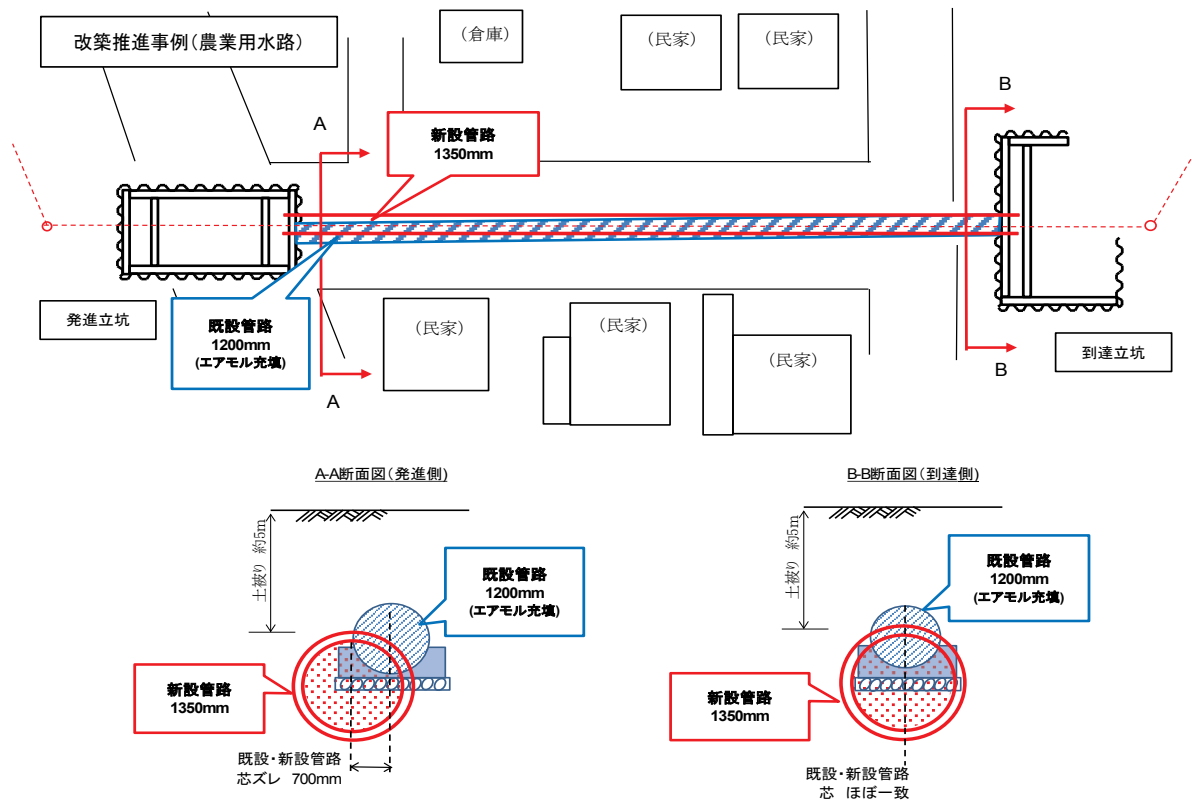 改築推進事例(農業用水路)
(倉庫)
(民家)
(民家)
A
B
新設管路
1350mm
発進立坑
既設管路
1200mm
(エアモル充填)
(民家)
(民家)
(民家)
A
B
到達立坑
A-A断面図(発進側)
土被り 約5m
既設管路
1200mm
(エアモル充填)
新設管路
1350mm
既設・新設管路
芯ズレ 700mm
B-B断面図(到達側)
土被り 約5m
既設管路
1200mm
(エアモル充填)
新設管路
1350mm
既設・新設管路
芯 ほぼ一致